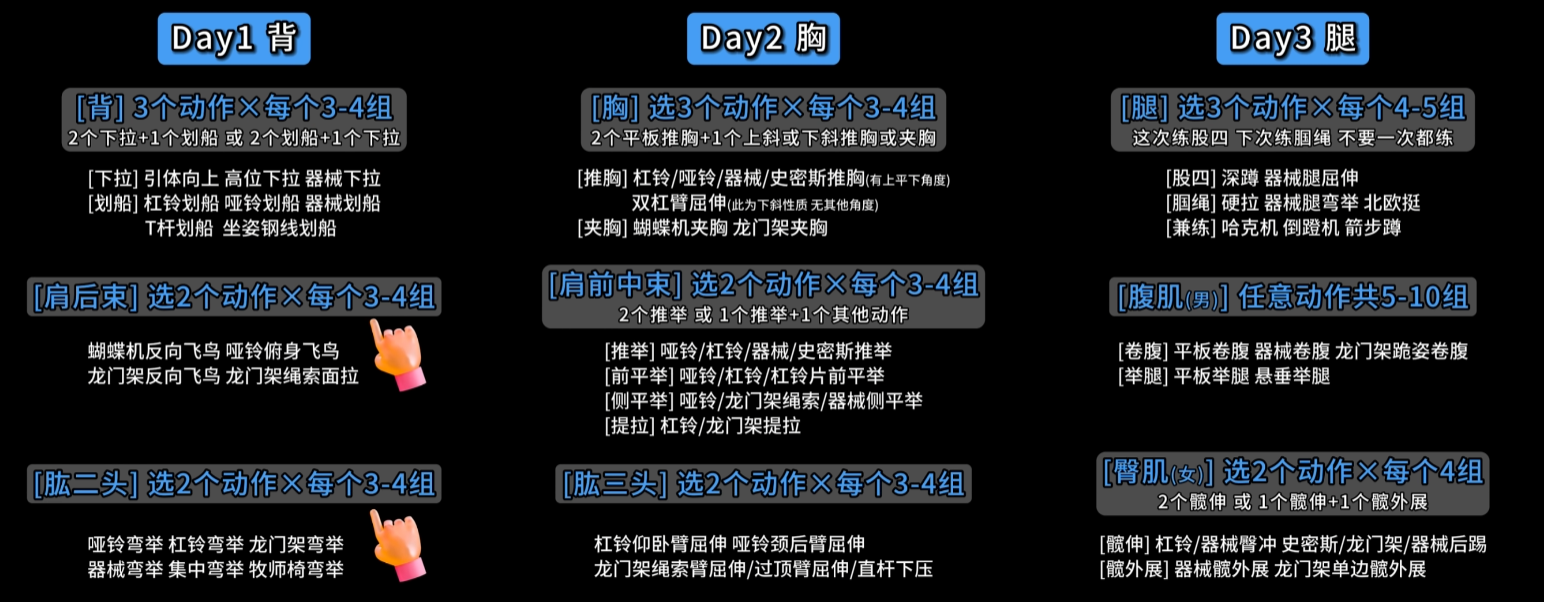 Day1 背
[背] 3个动作×每个3-4组
2个下拉+1个划船 或 2个划船+1个下拉
[下拉] 引体向上 高位下拉 器械下拉
[划船] 杠铃划船 哑铃划船 器械划船
T杆划船 坐姿钢线划船
[肩后束] 选2个动作×每个3-4组
蝴蝶机反向飞鸟 哑铃俯身飞鸟
龙门架反向飞鸟 龙门架绳索面拉
[肱二头] 选2个动作×每个3-4组
哑铃弯举 杠铃弯举 龙门架弯举
器械弯举 集中弯举 牧师椅弯举
Day2 胸
[胸] 选3个动作×每个3-4组
2个平板推胸+1个上斜或下斜推胸或夹胸
[推胸] 杠铃/哑铃/器械/史密斯推胸(有上平下角度)
双杠臂屈伸(此为下斜性质 无其他角度)
[夹胸] 蝴蝶机夹胸 龙门架夹胸
[肩前中束] 选2个动作×每个3-4组
2个推举 或 1个推举+1个其他动作
[推举] 哑铃/杠铃/器械/史密斯推举
[前平举] 哑铃/杠铃/杠铃片前平举
[侧平举] 哑铃/龙门架绳索/器械侧平举
[提拉] 杠铃/龙门架提拉
[肱三头] 选2个动作×每个3-4组
杠铃仰卧臂屈伸 哑铃颈后臂屈伸
龙门架绳索臂屈伸/过顶臂屈伸/直杆下压
Day3 腿
[腿] 选3个动作×每个4-5组
这次练股四 下次练腘绳 不要一次都练
[股四] 深蹲 器械腿屈伸
[腘绳] 硬拉 器械腿弯举 北欧挺
[兼练] 哈克机 倒蹬机 箭步蹲
[腹肌(男)] 任意动作共5-10组
[卷腹] 平板卷腹 器械卷腹 龙门架跪姿卷腹
[举腿] 平板举腿 悬垂举腿
[臀肌(女)] 选2个动作×每个4组
2个髋伸 或 1个髋伸+1个髋外展
[髋伸] 杠铃/器械臀冲 史密斯/龙门架/器械后踢
[髋外展] 器械髋外展 龙门架单边髋外展